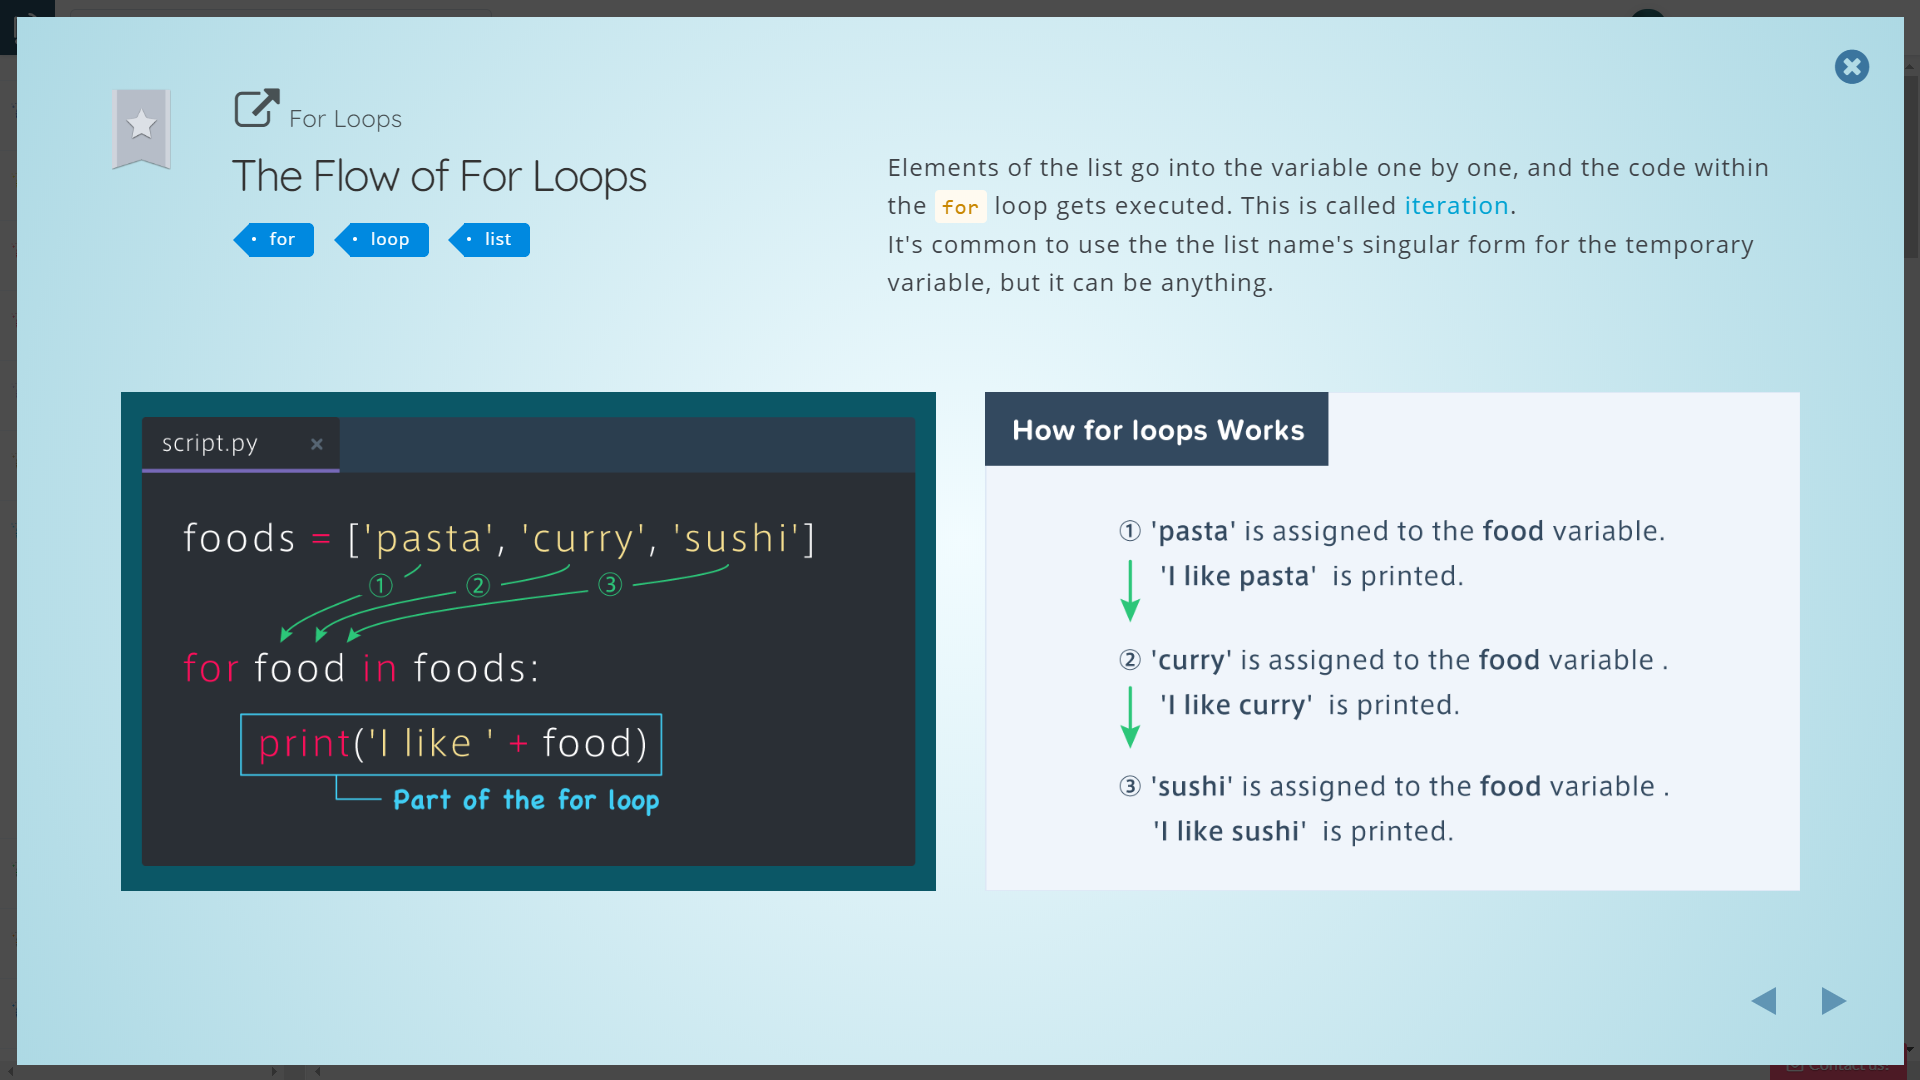 For Loops
The Flow of For Loops
for loop list
Elements of the list go into the variable one by one, and the code within
the for loop gets executed. This is called iteration.
It's common to use the the list name's singular form for the temporary
variable, but it can be anything.
script.py
foods = ['pasta', 'curry', 'sushi']
① ② ③
for food in foods:
print('I like ' + food)
Part of the for loop
How for loops Works
① 'pasta' is assigned to the food variable.
'I like pasta' is printed.
② 'curry' is assigned to the food variable .
'I like curry' is printed.
③ 'sushi' is assigned to the food variable .
'I like sushi' is printed.
Contact us!